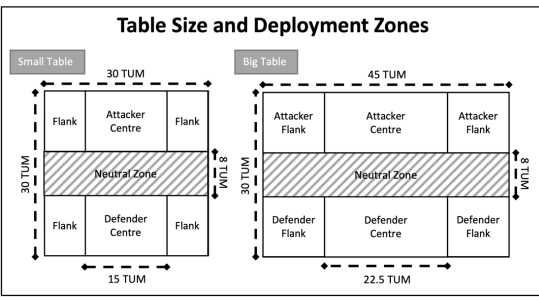 Table Size and Deployment Zones
Small Table
Big Table
30 TUM
45 TUM
Flank
Attacker
Centre
Flank
Attacker
Flank
Attacker
Centre
Attacker
Flank
30 TUM
Neutral Zone
8 TUM
30 TUM
Neutral Zone
8 TUM
Flank
Defender
Centre
Flank
Defender
Flank
Defender
Centre
Defender
Flank
15 TUM
22.5 TUM